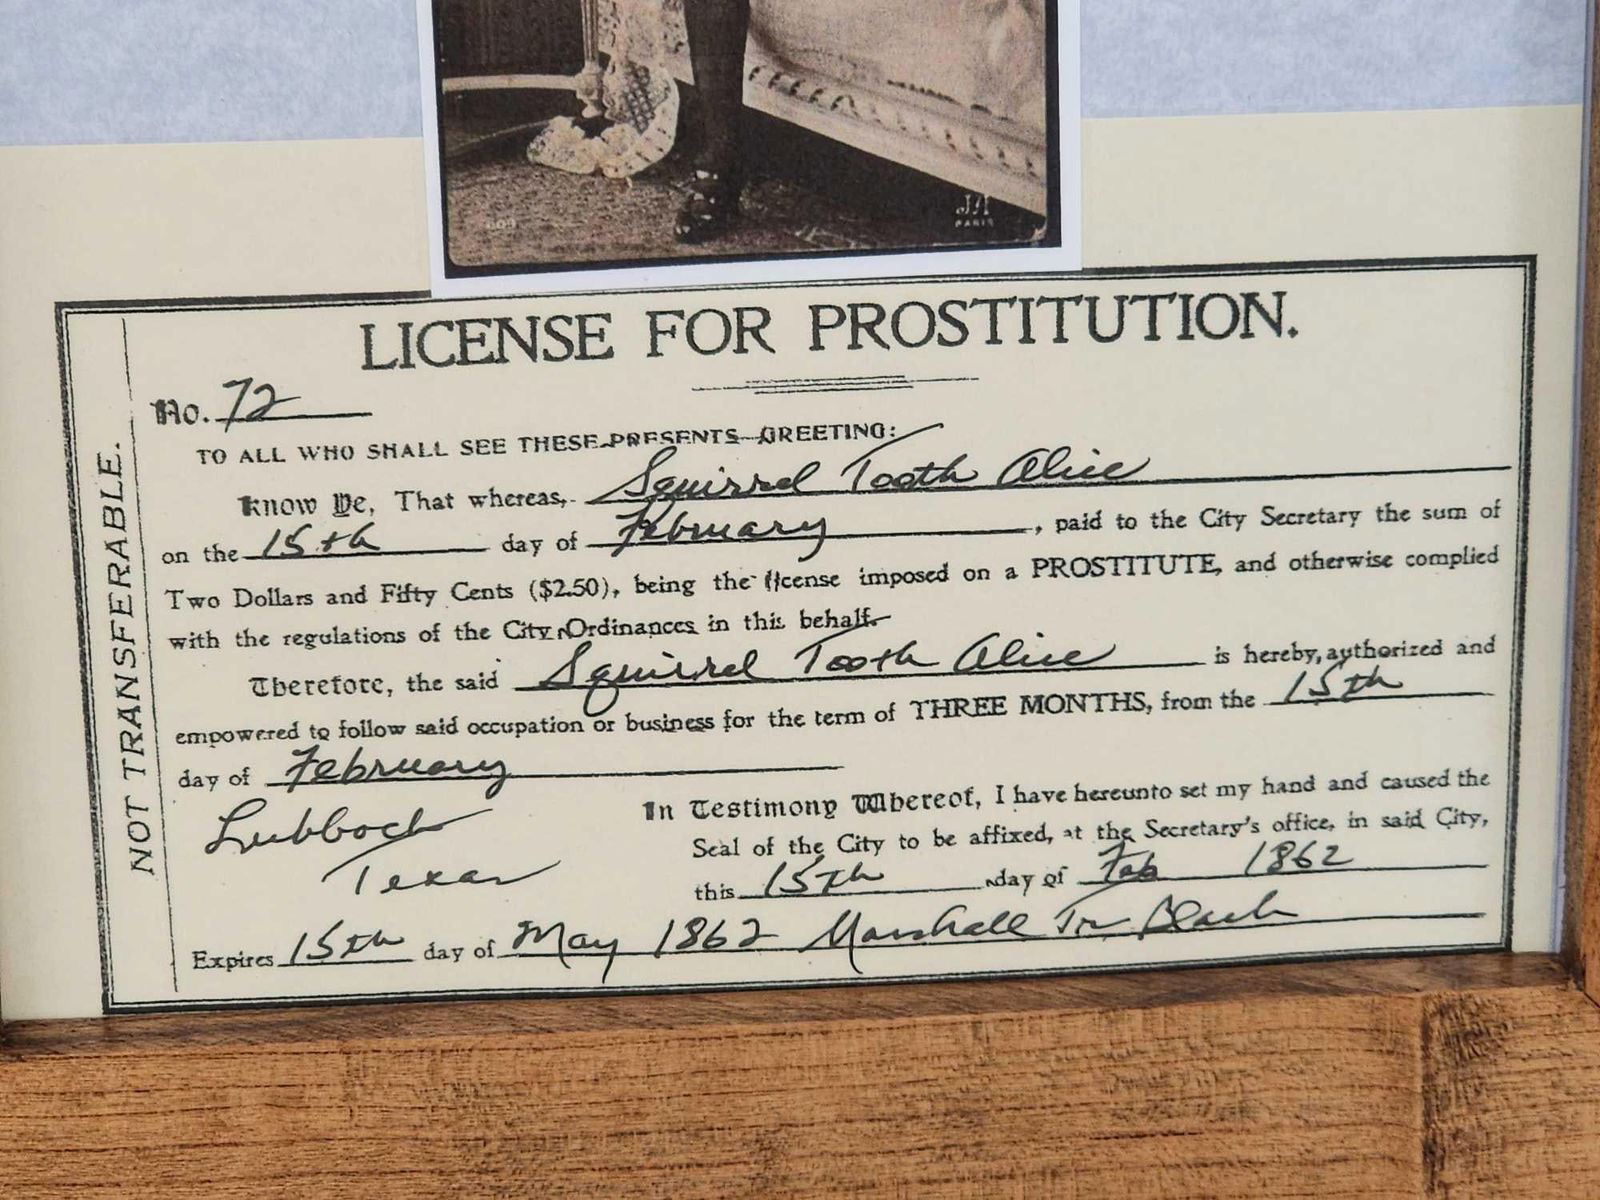 609
JA
PARIS
LICENSE FOR PROSTITUTION.
No. 72
TO ALL WHO SHALL SEE THESE PRESENTS GREETING:
Know Ye, That whereas, Squirrel Tooth Alice
on the 15th day of February, paid to the City Secretary the sum of
Two Dollars and Fifty Cents ($2.50), being the license imposed on a PROSTITUTE, and otherwise complied
with the regulations of the City Ordinances in this behalf.
Therefore, the said Squirrel Tooth Alice is hereby authorized and
empowered to follow said occupation or business for the term of THREE MONTHS, from the 15th
day of February
Lubbock
Texas
In Testimony Whereof, I have hereunto set my hand and caused the
Seal of the City to be affixed, at the Secretary's office, in said City,
this 15th day of Feb 1862
Expires 15th day of May 1862 Marshall Black
NOT TRANSFERABLE.